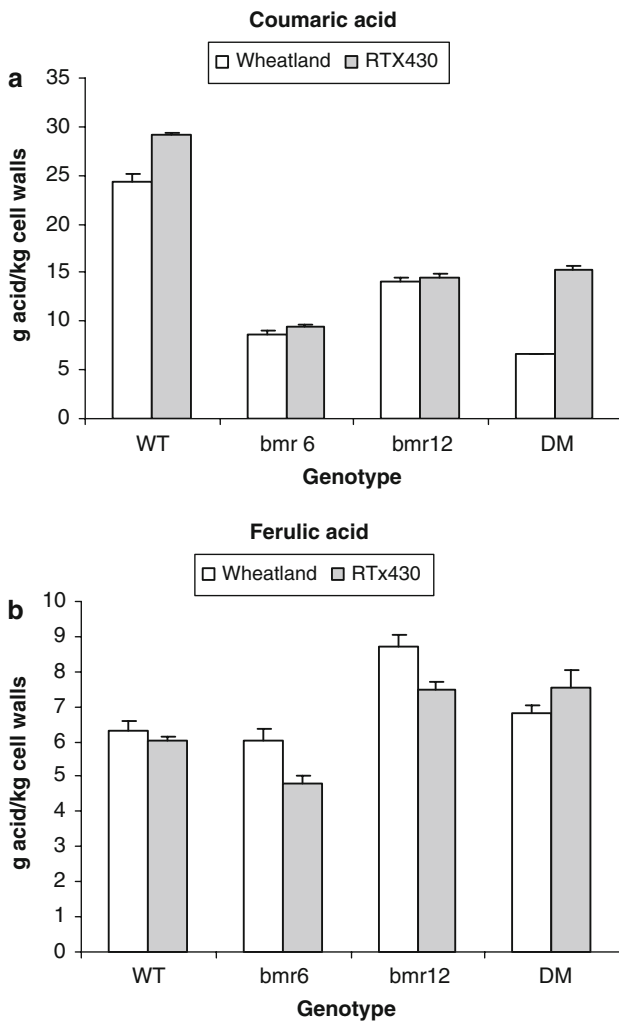 Coumaric acid
Wheatland RTX430
a
35
30
25
20
15
10
5
0
g acid/kg cell walls
WT bmr 6 bmr12 DM
Genotype
Ferulic acid
Wheatland RTx430
b
10
9
8
7
6
5
4
3
2
1
0
g acid/kg cell walls
WT bmr6 bmr12 DM
Genotype